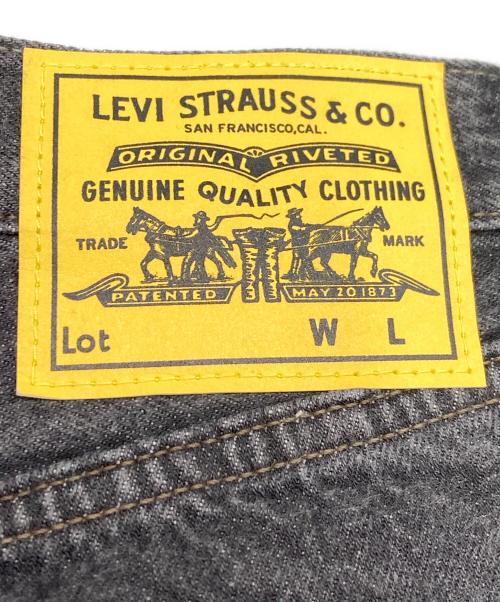 LEVI STRAUSS & CO.
SAN FRANCISCO,CAL.
ORIGINAL RIVETED
GENUINE QUALITY CLOTHING
TRADE MARK
PATENTED MAY 20 1873
Lot W L